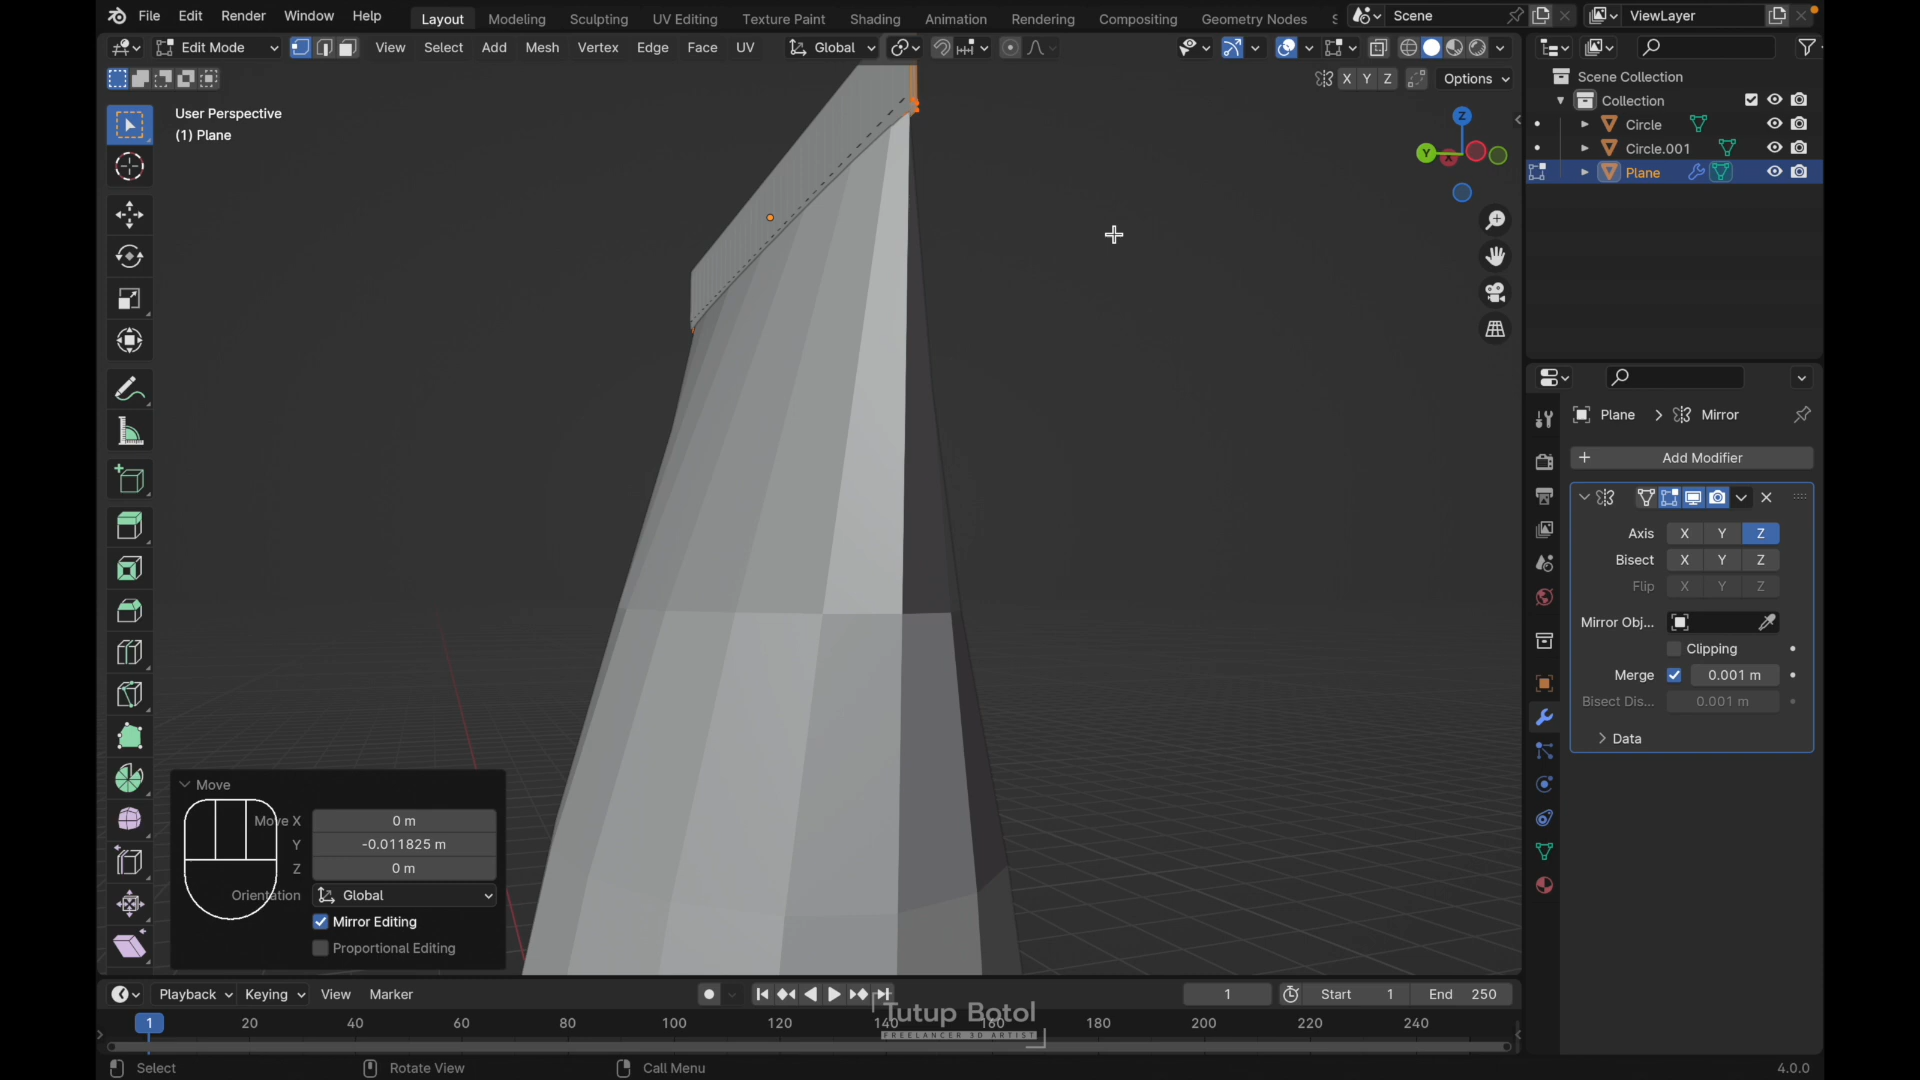 File Edit Render Window Help Layout Modeling Sculpting UV Editing Texture Paint Shading Animation Rendering Compositing Geometry Nodes Scene ViewLayer
Edit Mode View Select Add Mesh Vertex Edge Face UV Global
X Y Z Options
User Perspective
(1) Plane
Z
Y
X
Scene Collection
Collection
Circle
Circle.001
Plane
Plane > Mirror
+ Add Modifier
Axis X Y Z
Bisect X Y Z
Flip X Y Z
Mirror Obj...
Clipping
Merge 0.001 m
Bisect Dis... 0.001 m
Data
Move
Move X 0 m
Y -0.011825 m
Z 0 m
Orientation Global
Mirror Editing
Proportional Editing
Playback Keying View Marker 1 Start 1 End 250
Tutup Botol
FREELANCER 3D ARTIST
1 20 40 60 80 100 120 140 160 180 200 220 240
Select Rotate View Call Menu 4.0.0